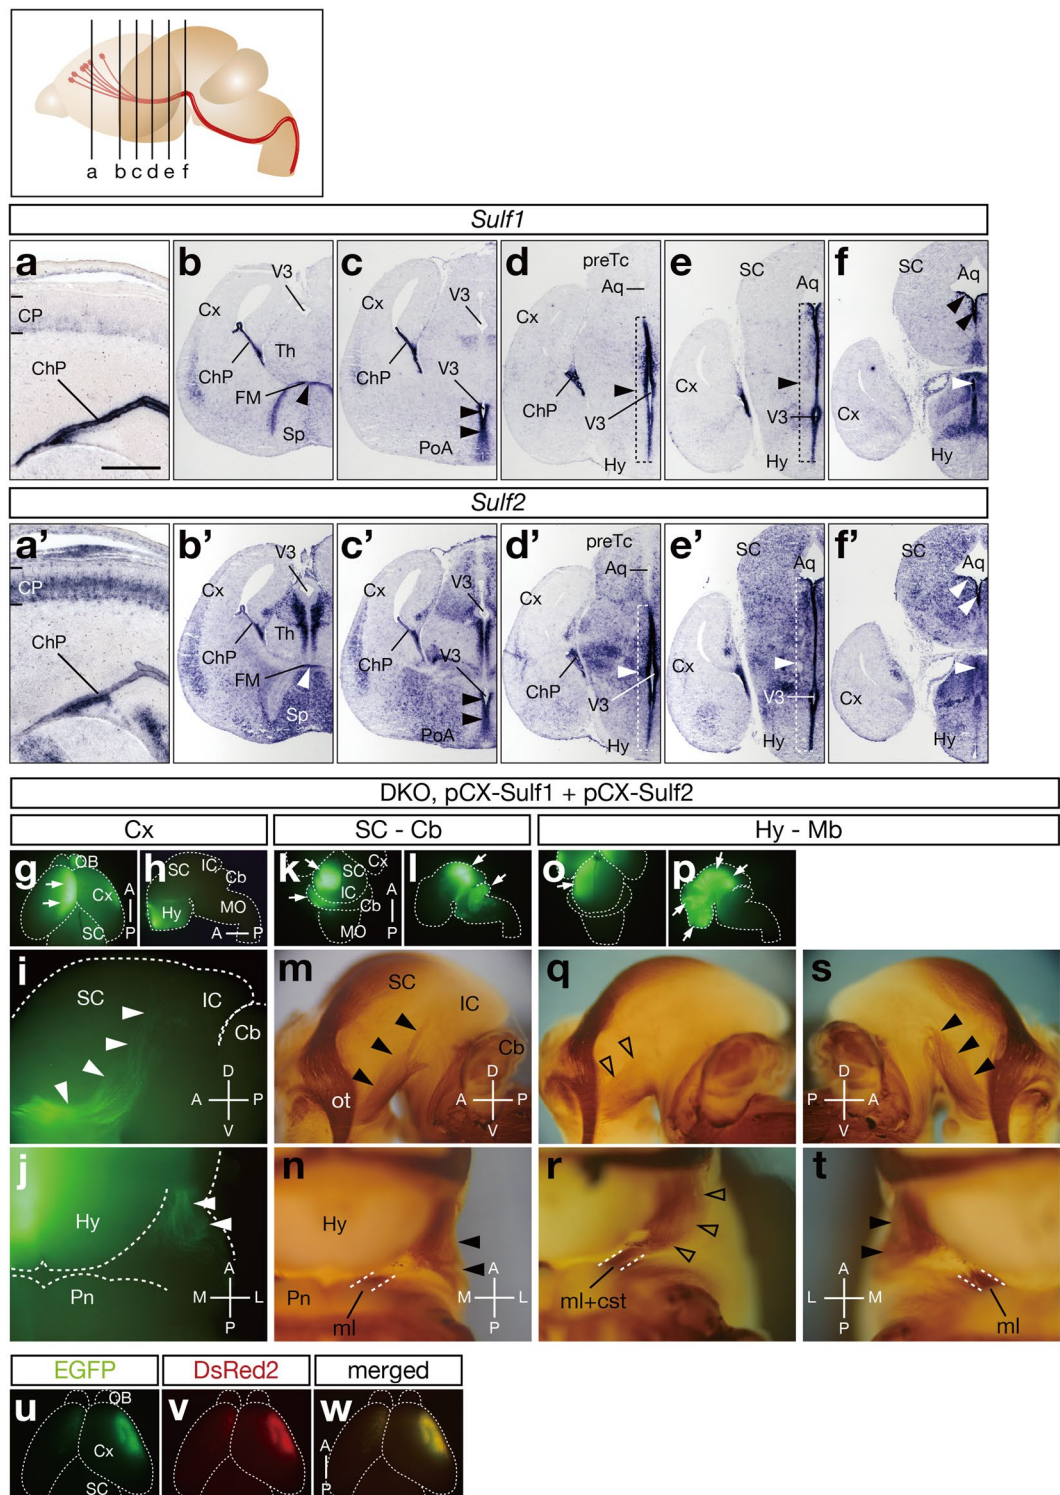 a b c d e f
Sulf1
a
CP
ChP
b
V3
Cx
Th
ChP
FM
Sp
c
V3
Cx
V3
ChP
PoA
d
preTc
Aq
Cx
ChP
V3
Hy
e
SC
Cx
V3
Hy
f
SC
Aq
Cx
Hy
Sulf2
a'
CP
ChP
b'
V3
Cx
Th
ChP
FM
Sp
c'
Cx
V3
ChP
V3
PoA
d'
preTc
Aq
Cx
ChP
V3
Hy
e'
SC
Aq
Cx
V3
Hy
f'
SC
Aq
Cx
Hy
DKO, pCX-Sulf1 + pCX-Sulf2
Cx
SC - Cb
Hy - Mb
g
OB
Cx
A
P
SC
h
SC
IC
Cb
Hy
MO
A P
k
Cx
SC
IC
Cb
MO
A
P
l
o
p
i
SC
IC
Cb
D
A P
V
m
SC
IC
Cb
ot
D
A P
V
q
s
D
P A
V
j
Hy
Pn
A
M L
P
n
Hy
Pn
ml
A
M L
P
r
ml+cst
t
A
L M
P
ml
EGFP
DsRed2
merged
u
OB
Cx
SC
v
w
A
P